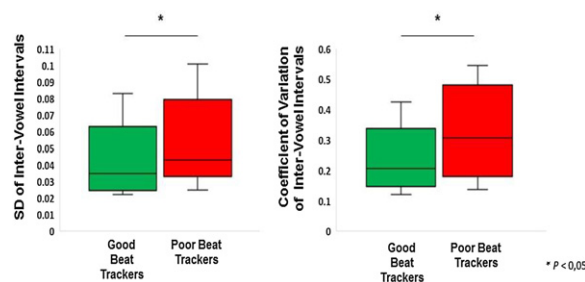 *
SD of Inter-Vowel Intervals
0.11
0.1
0.09
0.08
0.07
0.06
0.05
0.04
0.03
0.02
0.01
0
Good
Beat
Trackers
Poor Beat
Trackers
*
Coefficient of Variation
of Inter-Vowel Intervals
0.6
0.5
0.4
0.3
0.2
0.1
0
Good
Beat
Trackers
Poor Beat
Trackers
* P < 0,05